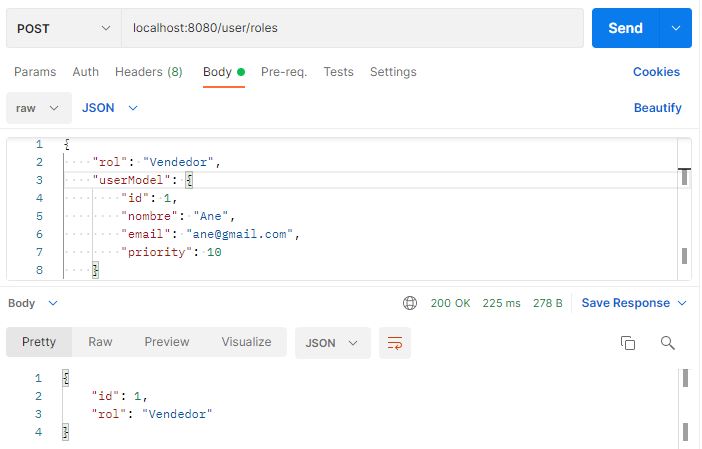 POST localhost:8080/user/roles Send
Params Auth Headers (8) Body Pre-req. Tests Settings Cookies
raw JSON Beautify
1 {
2 "rol": "Vendedor",
3 "userModel": {
4 "id": 1,
5 "nombre": "Ane",
6 "email": "ane@gmail.com",
7 "priority": 10
8 }
Body 200 OK 225 ms 278 B Save Response
Pretty Raw Preview Visualize JSON
1 {
2 "id": 1,
3 "rol": "Vendedor"
4 }